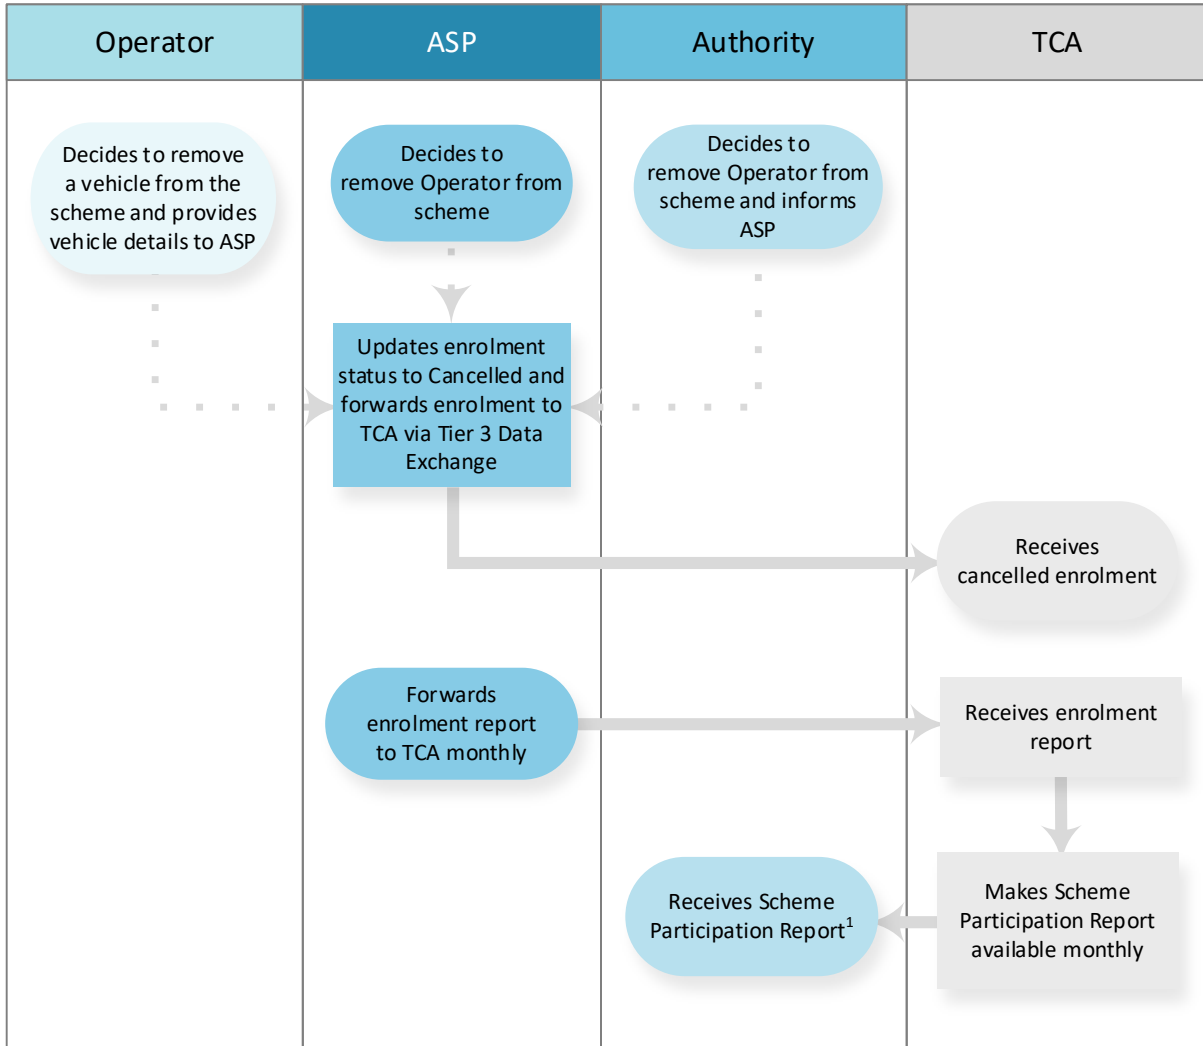 Operator
ASP
Authority
TCA
Decides to remove
a vehicle from the
scheme and provides
vehicle details to ASP
Decides to
remove Operator from
scheme
Decides to
remove Operator from
scheme and informs
ASP
Updates enrolment
status to Cancelled and
forwards enrolment to
TCA via Tier 3 Data
Exchange
Receives
cancelled enrolment
Forwards
enrolment report
to TCA monthly
Receives enrolment
report
Receives Scheme
Participation Report1
Makes Scheme
Participation Report
available monthly